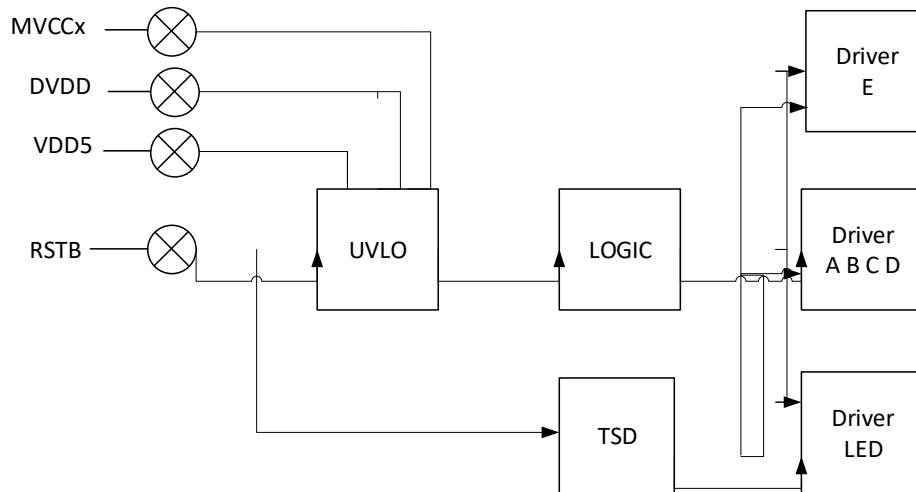 MVCCx
DVDD
VDD5
RSTB
UVLO
LOGIC
TSD
Driver
E
Driver
A B C D
Driver
LED